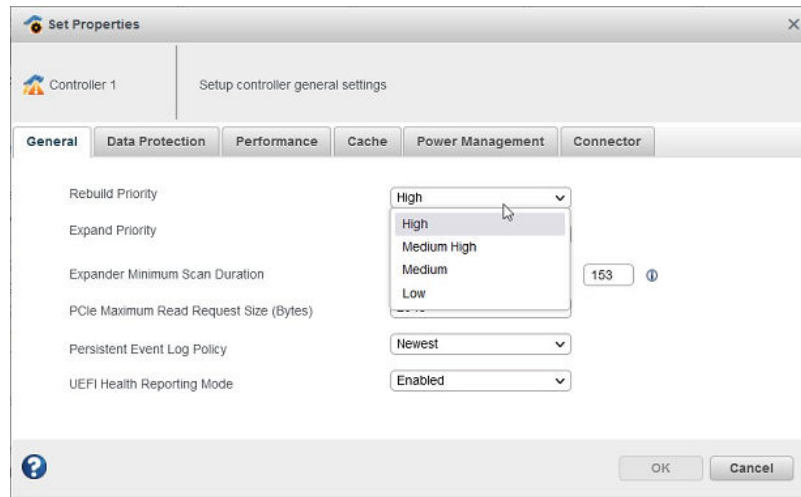 Set Properties
Controller 1
Setup controller general settings
General Data Protection Performance Cache Power Management Connector
Rebuild Priority High
High
Expand Priority
Medium High
Medium
Expander Minimum Scan Duration 153
Low
PCIe Maximum Read Request Size (Bytes)
Persistent Event Log Policy Newest
UEFI Health Reporting Mode Enabled
OK Cancel